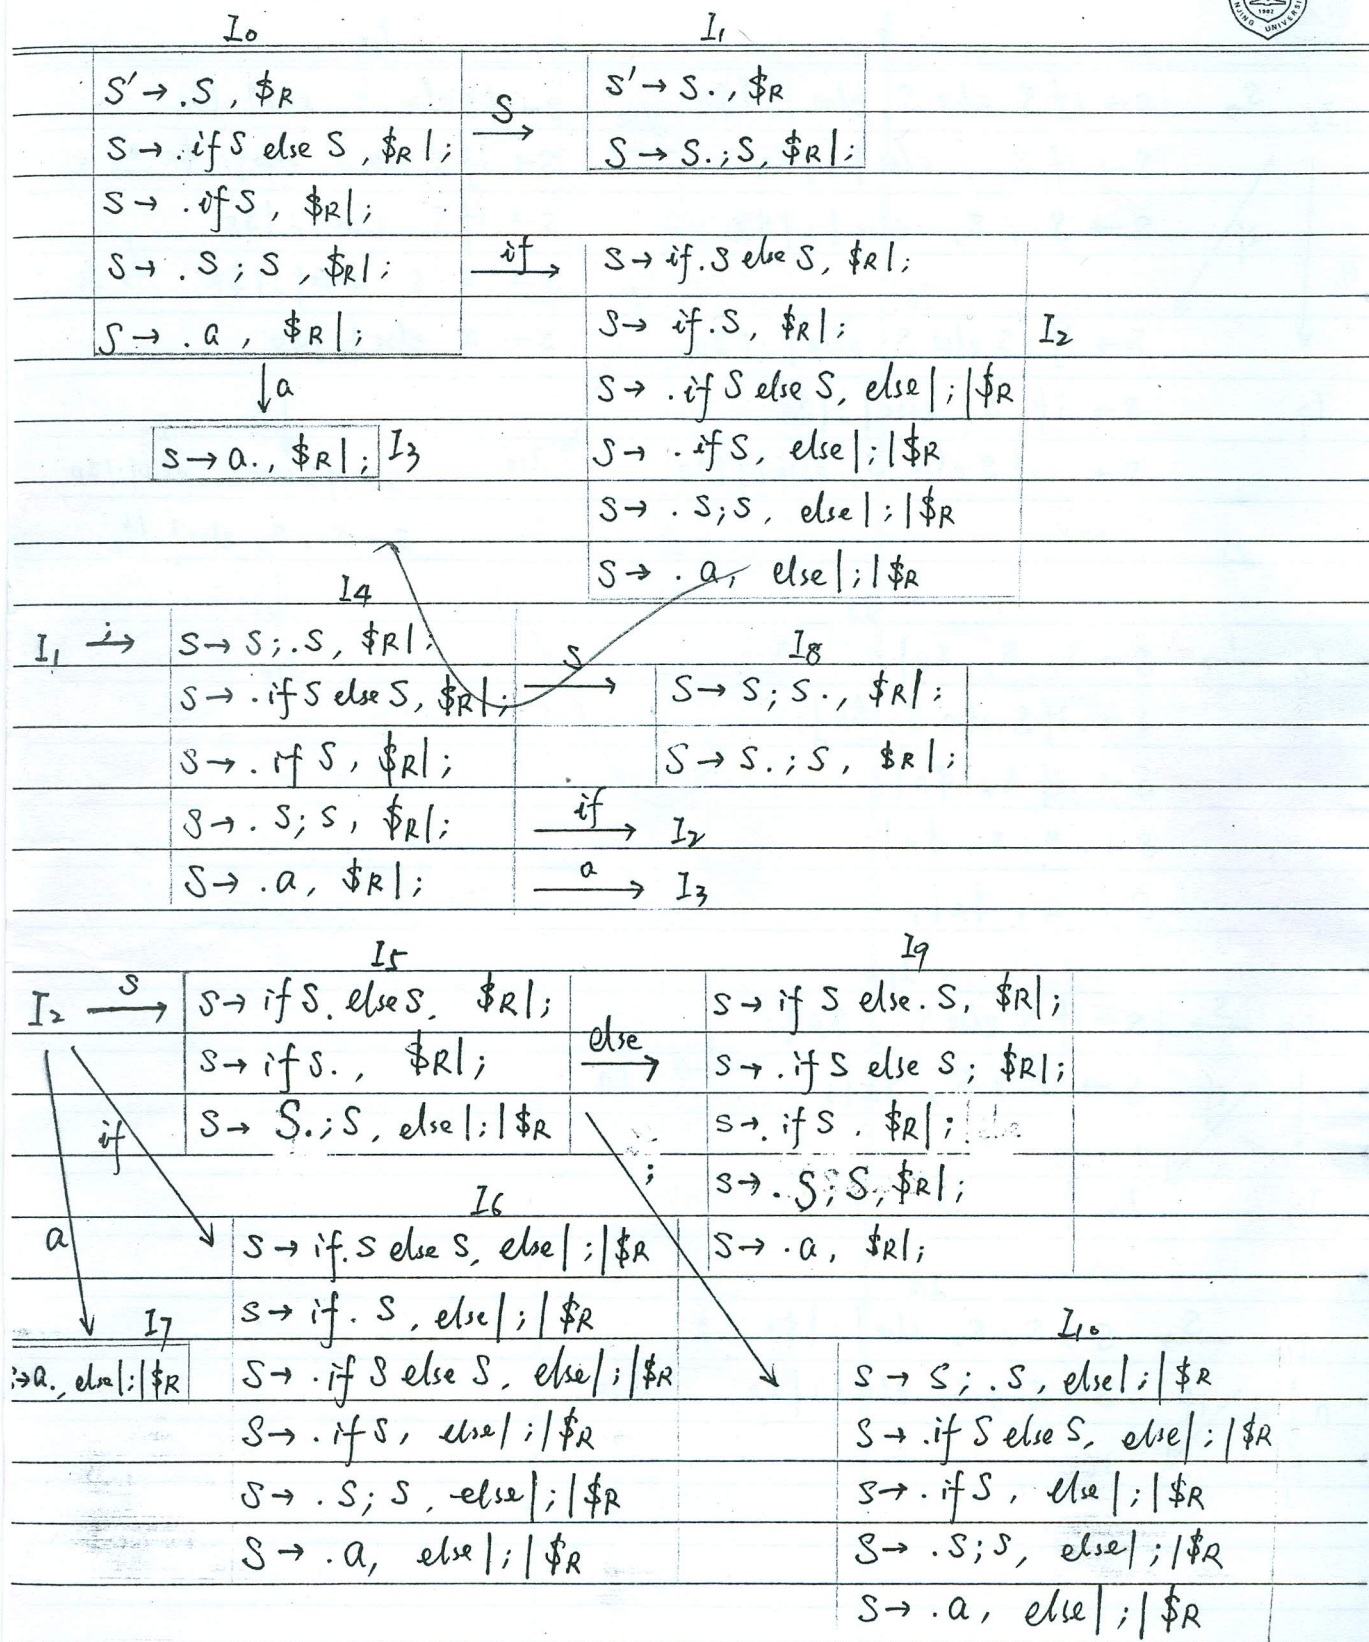 I0 I1
S' → .S , $R
S → .if S else S , $R | ;
S → .if S , $R | ;
S → .S ; S , $R | ;
S → .a , $R | ;
S
S' → S. , $R
S → S.;S, $R | ;
if
S → if.S else S, $R | ;
S → if.S, $R | ;
S → .if S else S, else | ; | $R
S → .if S, else | ; | $R
S → .S;S, else | ; | $R
S → .a, else | ; | $R
I2
a
S → a., $R | ; I3
I4
I1 ; →
S → S;.S, $R | ;
S → .if S else S, $R | ;
S → .if S, $R | ;
S → .S;S, $R | ;
S → .a, $R | ;
S
I8
S → S;S., $R | ;
S → S.;S, $R | ;
if I2
a I3
I5
I2 S →
S → if S. else S, $R | ;
S → if S., $R | ;
S → S.;S, else | ; | $R
else
I9
S → if S else.S, $R | ;
S → .if S else S; $R | ;
S → .if S , $R | ;
S → .S;S, $R | ;
S → .a, $R | ;
if
;
a
I6
S → if.S else S, else | ; | $R
S → if.S , else | ; | $R
S → .if S else S, else | ; | $R
S → .if S, else | ; | $R
S → .S;S, else | ; | $R
S → .a, else | ; | $R
I7
→ a., else | ; | $R
I10
S → S;.S, else | ; | $R
S → .if S else S, else | ; | $R
S → .if S , else | ; | $R
S → .S;S, else | ; | $R
S → .a, else | ; | $R
1902
UNIVERSI